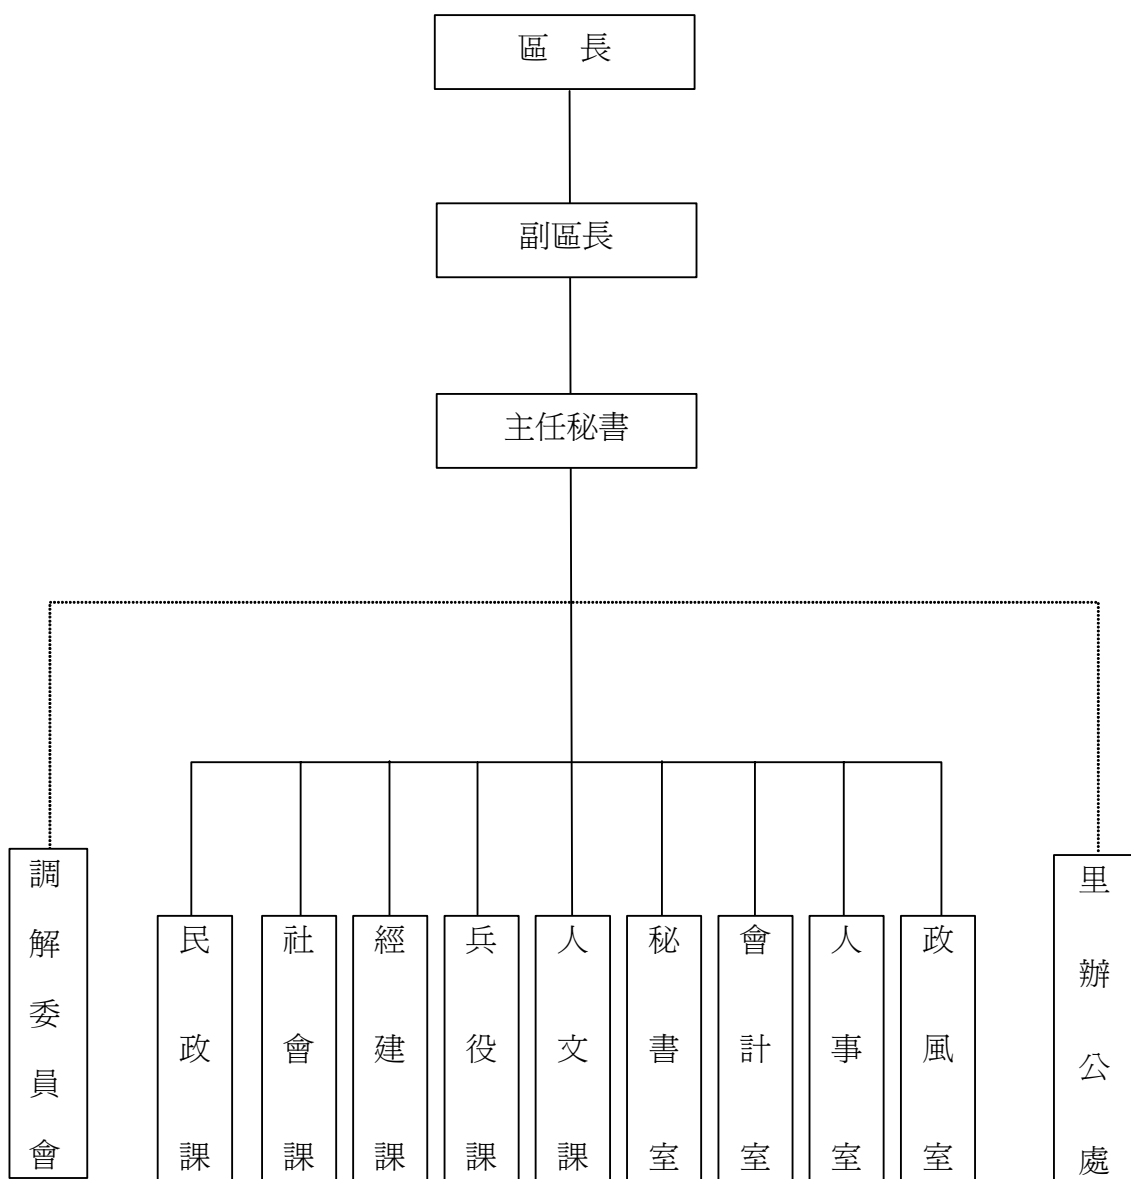 區 長
副區長
主任秘書
調解委員會
民政課
社會課
經建課
兵役課
人文課
秘書室
會計室
人事室
政風室
里辦公處